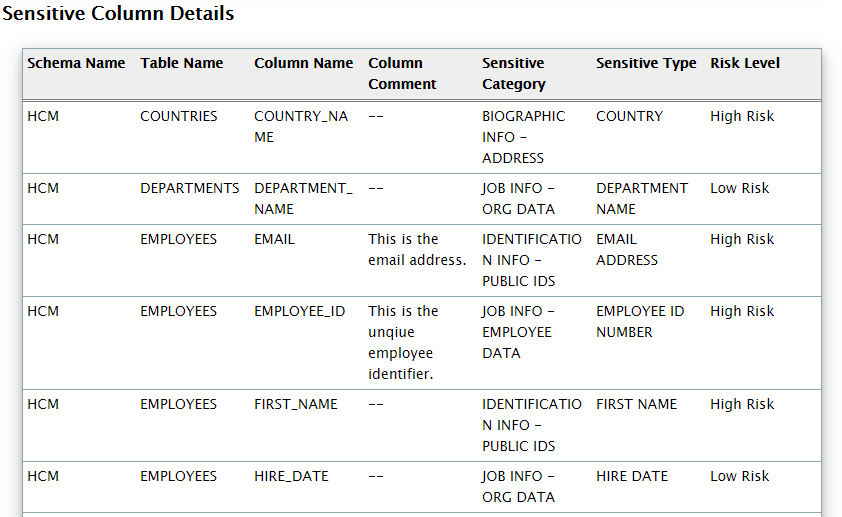 Sensitive Column Details
Schema Name Table Name Column Name Column Comment Sensitive Category Sensitive Type Risk Level
HCM COUNTRIES COUNTRY_NAME -- BIOGRAPHIC INFO - ADDRESS COUNTRY High Risk
HCM DEPARTMENTS DEPARTMENT_NAME -- JOB INFO - ORG DATA DEPARTMENT NAME Low Risk
HCM EMPLOYEES EMAIL This is the email address. IDENTIFICATION INFO - PUBLIC IDS EMAIL ADDRESS High Risk
HCM EMPLOYEES EMPLOYEE_ID This is the unqiue employee identifier. JOB INFO - EMPLOYEE DATA EMPLOYEE ID NUMBER High Risk
HCM EMPLOYEES FIRST_NAME -- IDENTIFICATION INFO - PUBLIC IDS FIRST NAME High Risk
HCM EMPLOYEES HIRE_DATE -- JOB INFO - ORG DATA HIRE DATE Low Risk